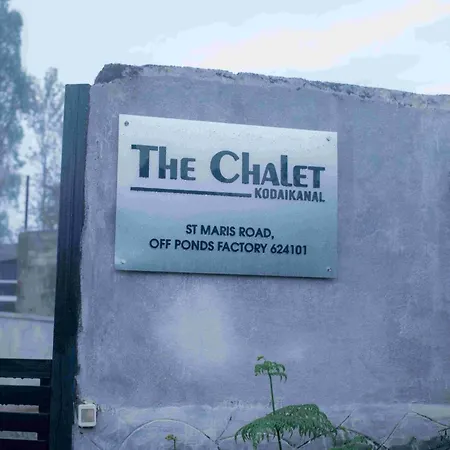 The Chalet
KODAIKANAL
ST MARIS ROAD,
OFF PONDS FACTORY 624101